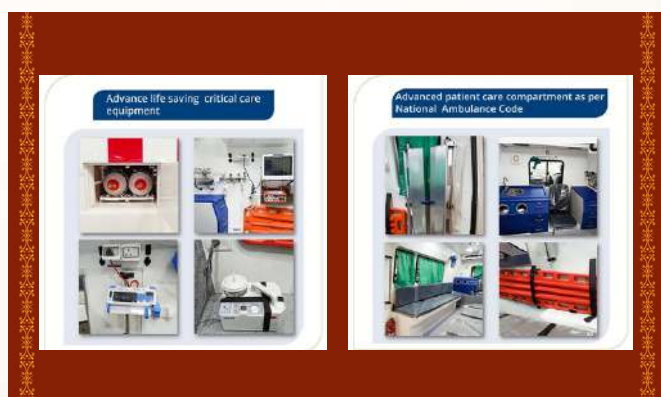 Advance life saving critical care
equipment
Advanced patient care compartment as per
National Ambulance Code